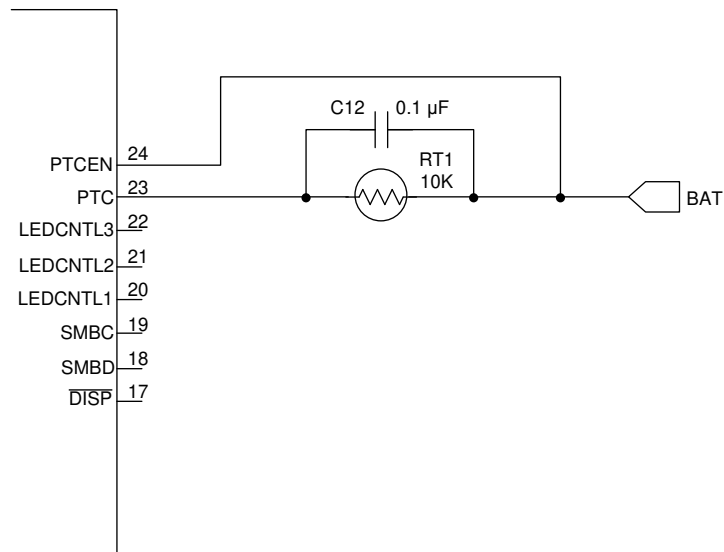 C12 0.1 µF
RT1
10K
PTCEN 24
PTC 23
LEDCNTL3 22
LEDCNTL2 21
LEDCNTL1 20
SMBC 19
SMBD 18
DISP 17
BAT